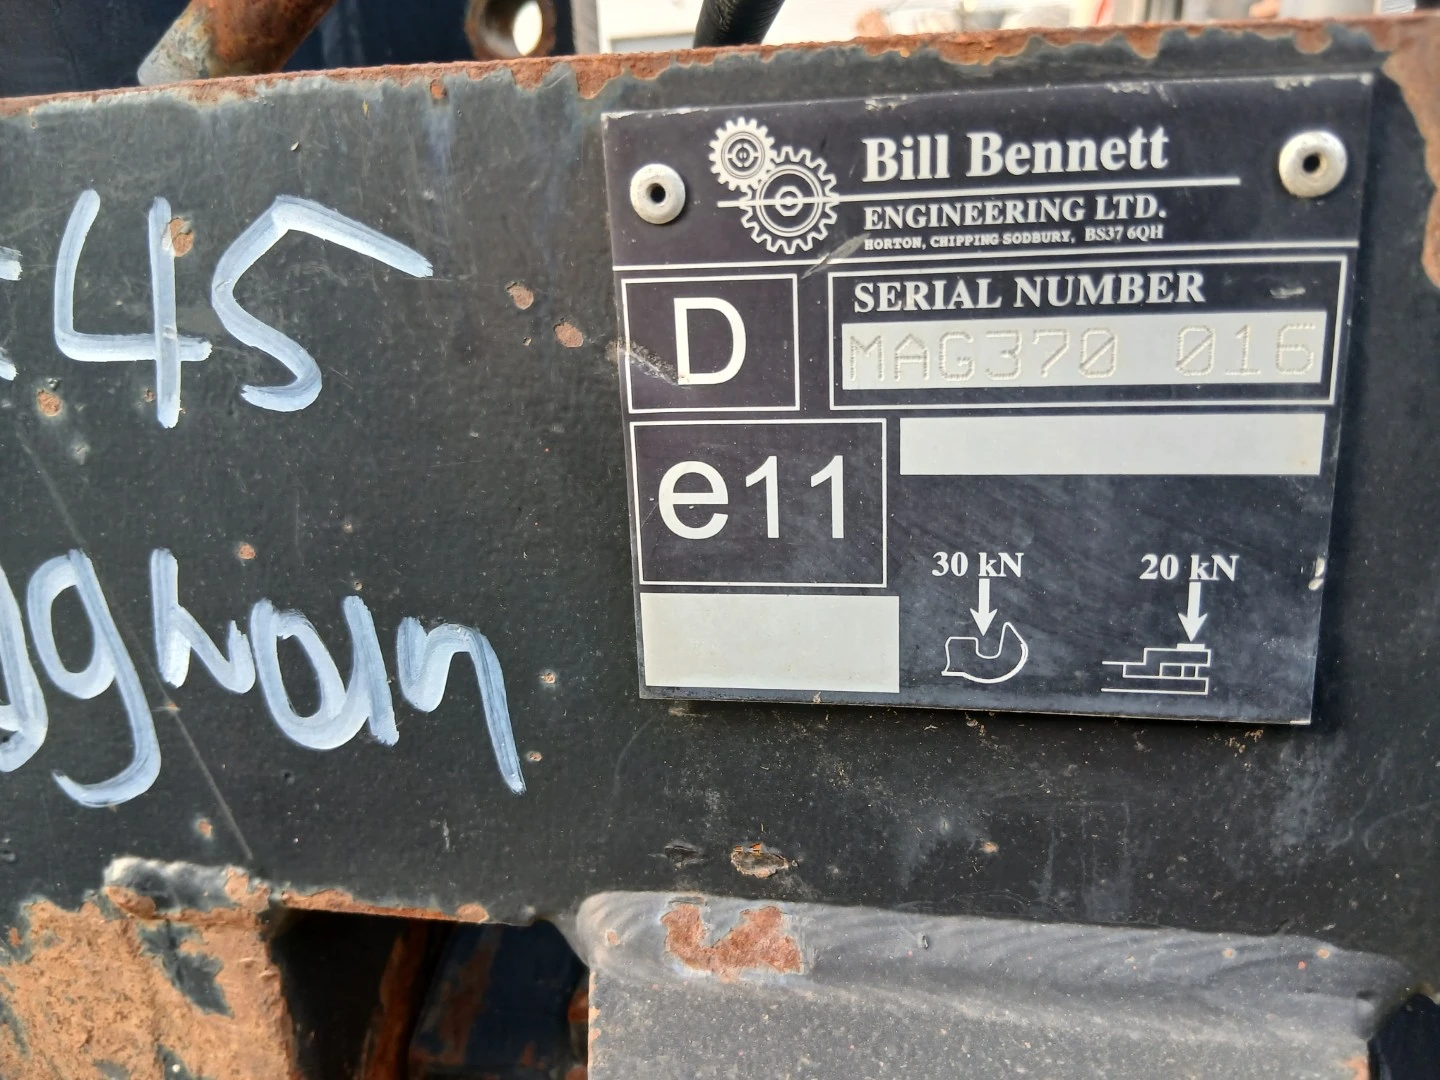 Bill Bennett
ENGINEERING LTD.
HORTON, CHIPPING SODBURY, BS37 6QH
D
SERIAL NUMBER
MAG370 016
e11
30 kN
20 kN
45